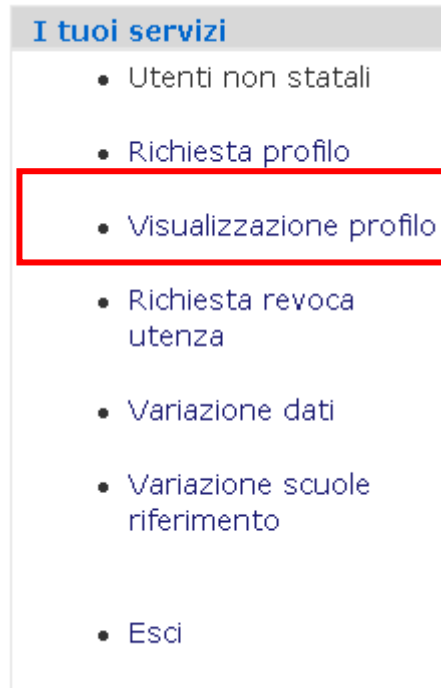 I tuoi servizi
Utenti non statali
Richiesta profilo
Visualizzazione profilo
Richiesta revoca
utenza
Variazione dati
Variazione scuole
riferimento
Esci